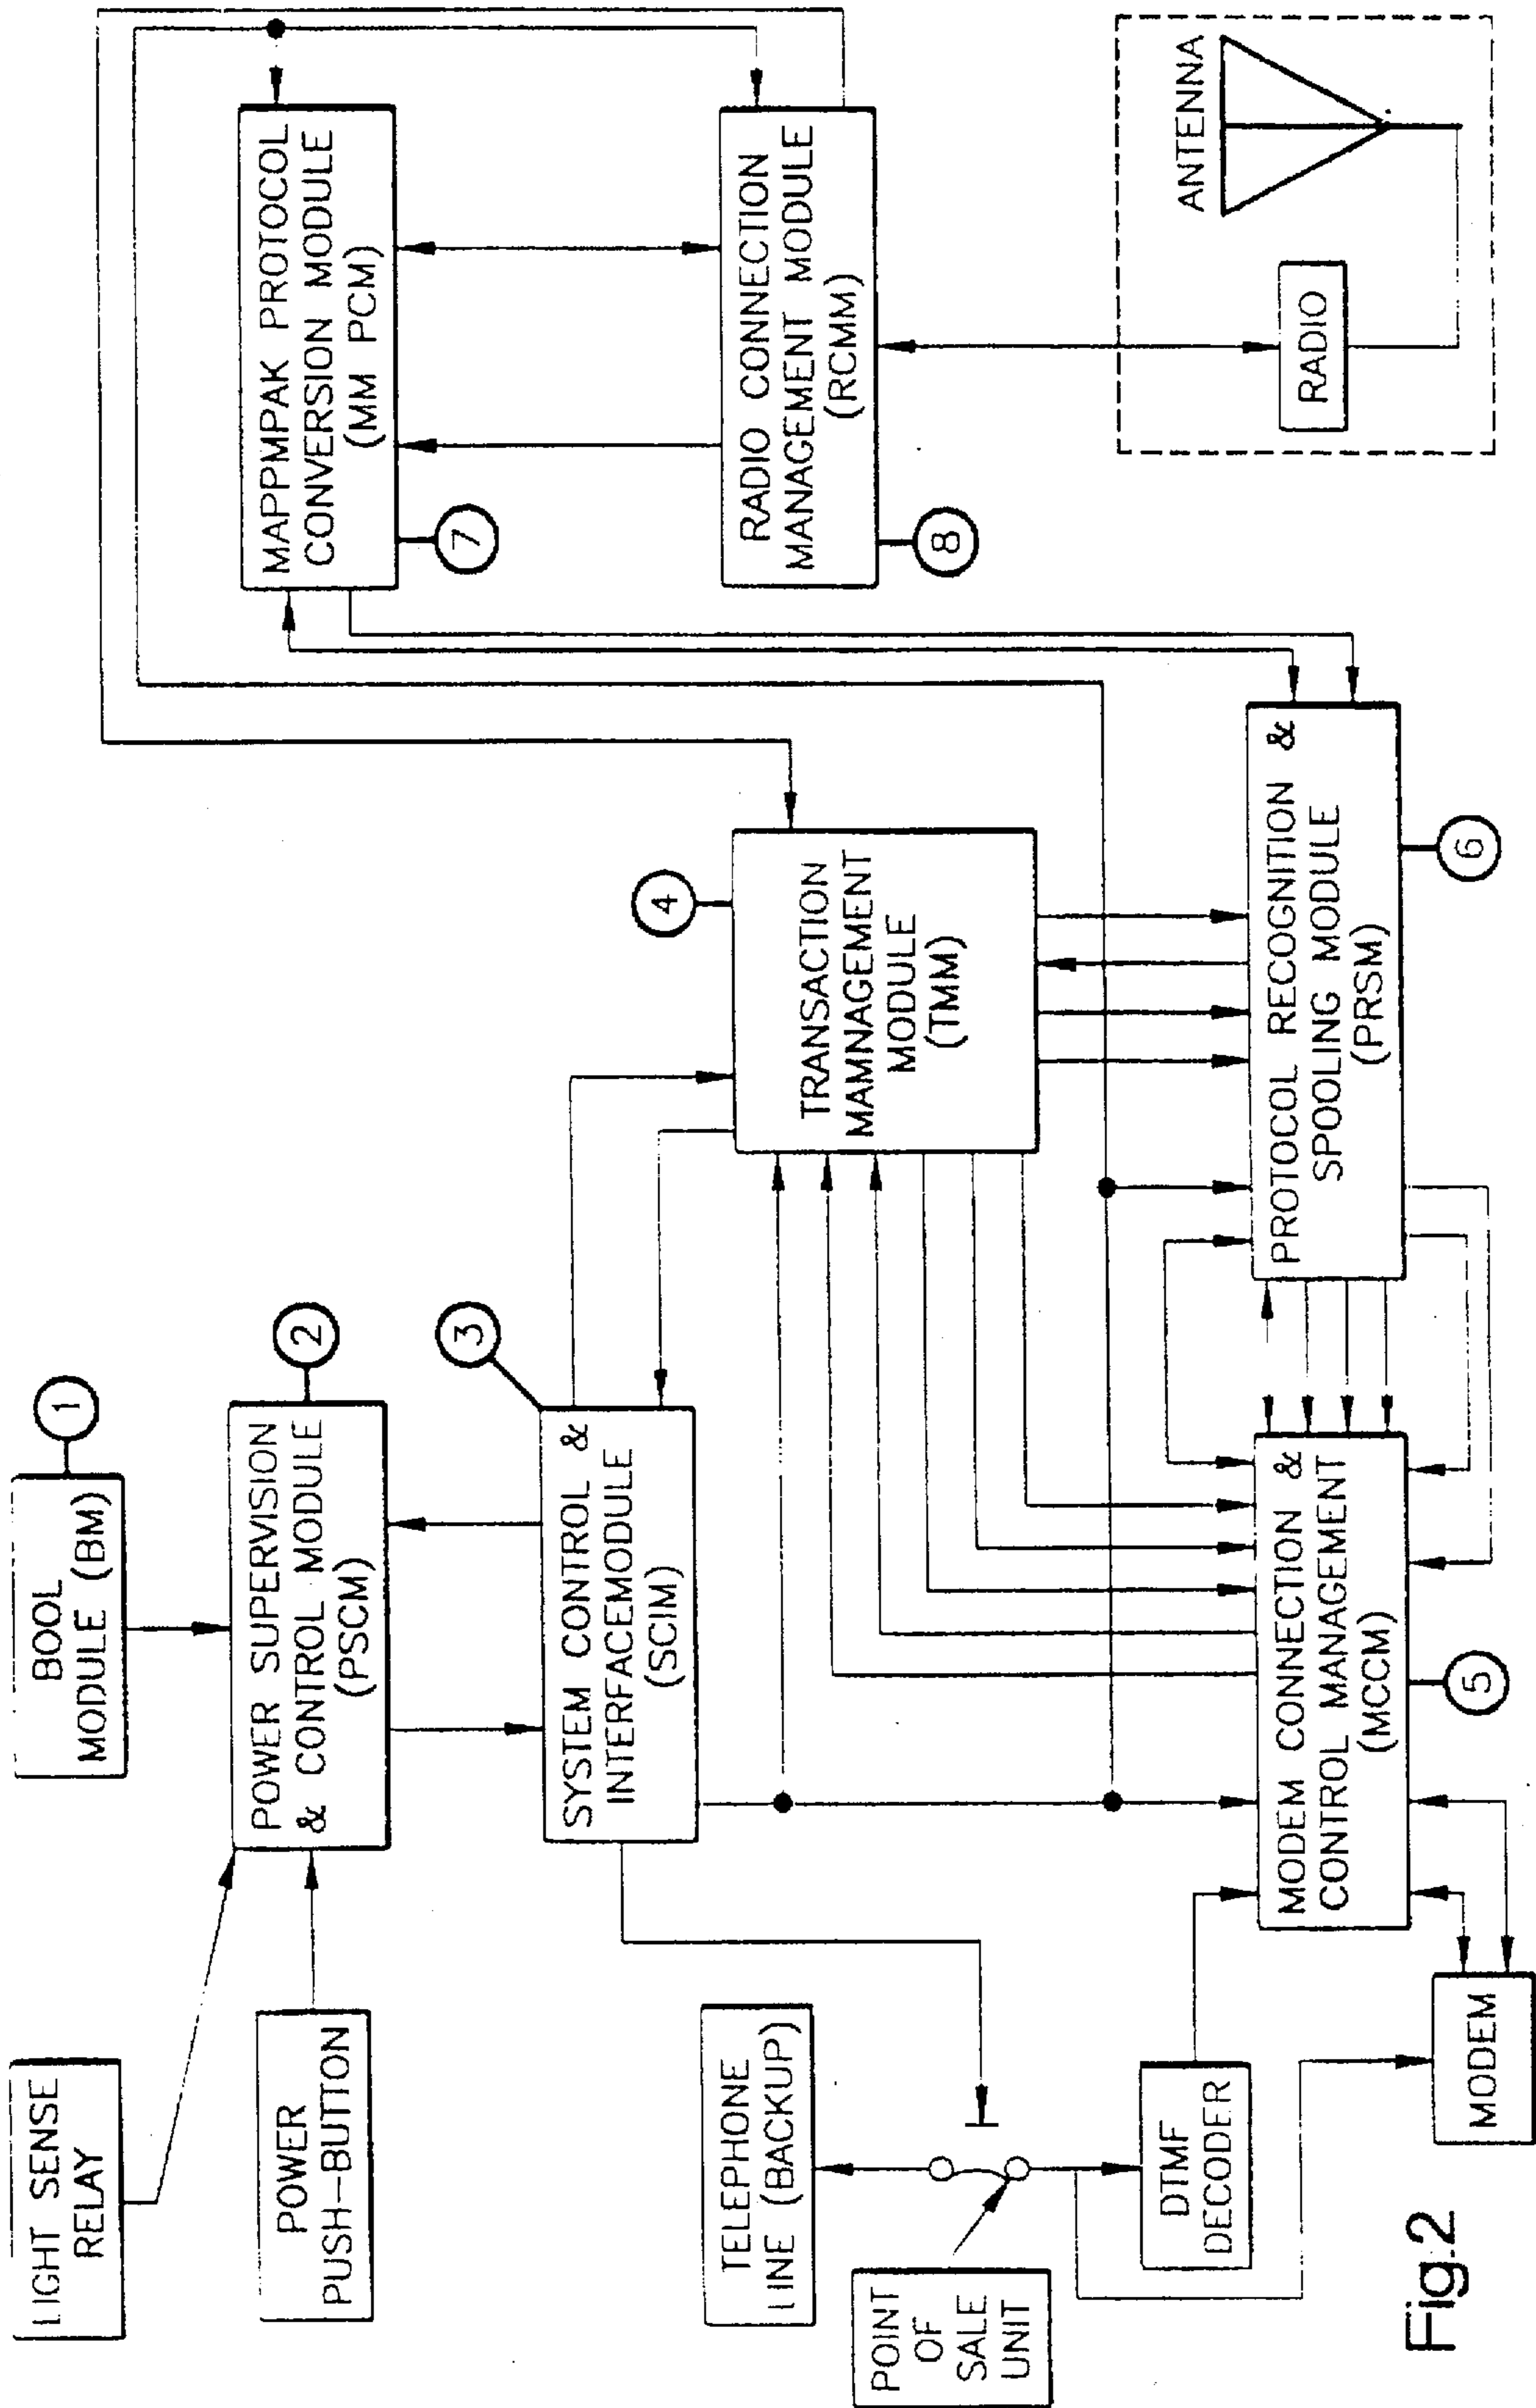 BOOL
MODULE (BM)
1
LIGHT SENSE
RELAY
POWER SUPERVISION
& CONTROL MODULE
(PSCM)
2
POWER
PUSH-BUTTON
SYSTEM CONTROL &
INTERFACEMODULE
(SCIM)
3
MAPPMPAK PROTOCOL
CONVERSION MODULE
(MM PCM)
7
TRANSACTION
MAMNAGEMENT
MODULE
(TMM)
4
RADIO CONNECTION
MANAGEMENT MODULE
(RCMM)
8
TELEPHONE
LINE (BACKUP)
POINT
OF
SALE
UNIT
DTMF
DECODER
MODEM CONNECTION &
CONTROL MANAGEMENT
(MCCM)
5
PROTOCOL RECOGNITION &
SPOOLING MODULE
(PRSM)
6
ANTENNA
RADIO
MODEM
Fig.2